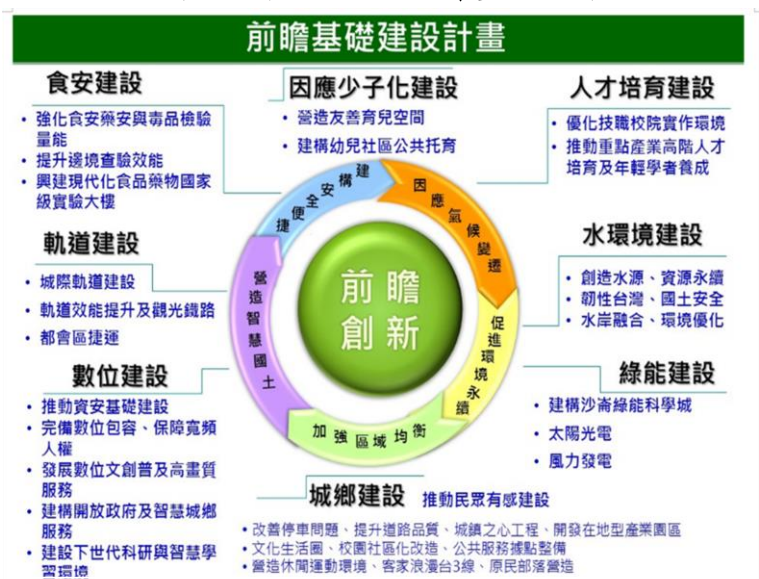 前瞻基礎建設計畫
食安建設
• 強化食安藥安與毒品檢驗
量能
• 提升邊境查驗效能
• 興建現代化食品藥物國家
級實驗大樓
因應少子化建設
• 營造友善育兒空間
• 建構幼兒社區公共托育
人才培育建設
• 優化技職校院實作環境
• 推動重點產業高階人才
培育及年輕學者養成
軌道建設
• 城際軌道建設
• 軌道效能提升及觀光鐵路
• 都會區捷運
水環境建設
• 創造水源、資源永續
• 韌性台灣、國土安全
• 水岸融合、環境優化
建構安全便捷
因應氣候變遷
促進環境永續
加強區域均衡
營造智慧國土
前瞻
創新
數位建設
• 推動資安基礎建設
• 完備數位包容、保障寬頻
人權
• 發展數位文創普及高畫質
服務
• 建構開放政府及智慧城鄉
服務
• 建設下世代科研與智慧學
習環境
綠能建設
• 建構沙崙綠能科學城
• 太陽光電
• 風力發電
城鄉建設 推動民眾有感建設
• 改善停車問題、提升道路品質、城鎮之心工程、開發在地型產業園區
• 文化生活圈、校園社區化改造、公共服務據點整備
• 營造休閒運動環境、客家浪漫台3線、原民部落營造